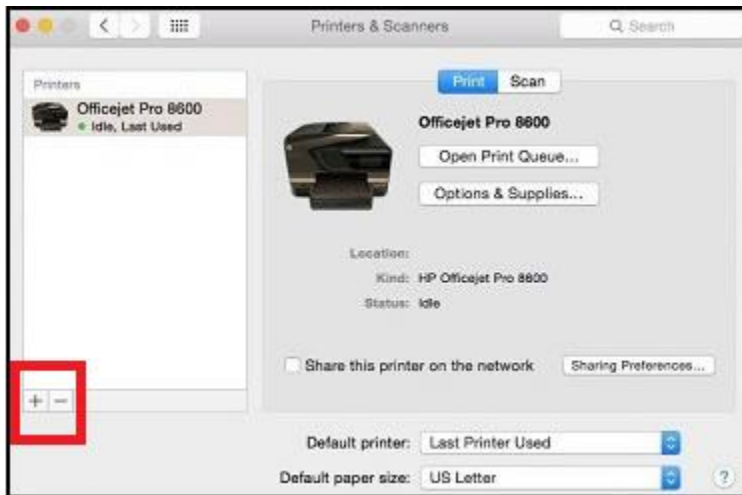 Printers & Scanners
Search
Printers
Officejet Pro 8600
Idle, Last Used
Print Scan
Officejet Pro 8600
Open Print Queue...
Options & Supplies...
Location:
Kind: HP Officejet Pro 8600
Status: Idle
Share this printer on the network
Sharing Preferences...
+ −
Default printer: Last Printer Used
Default paper size: US Letter
?